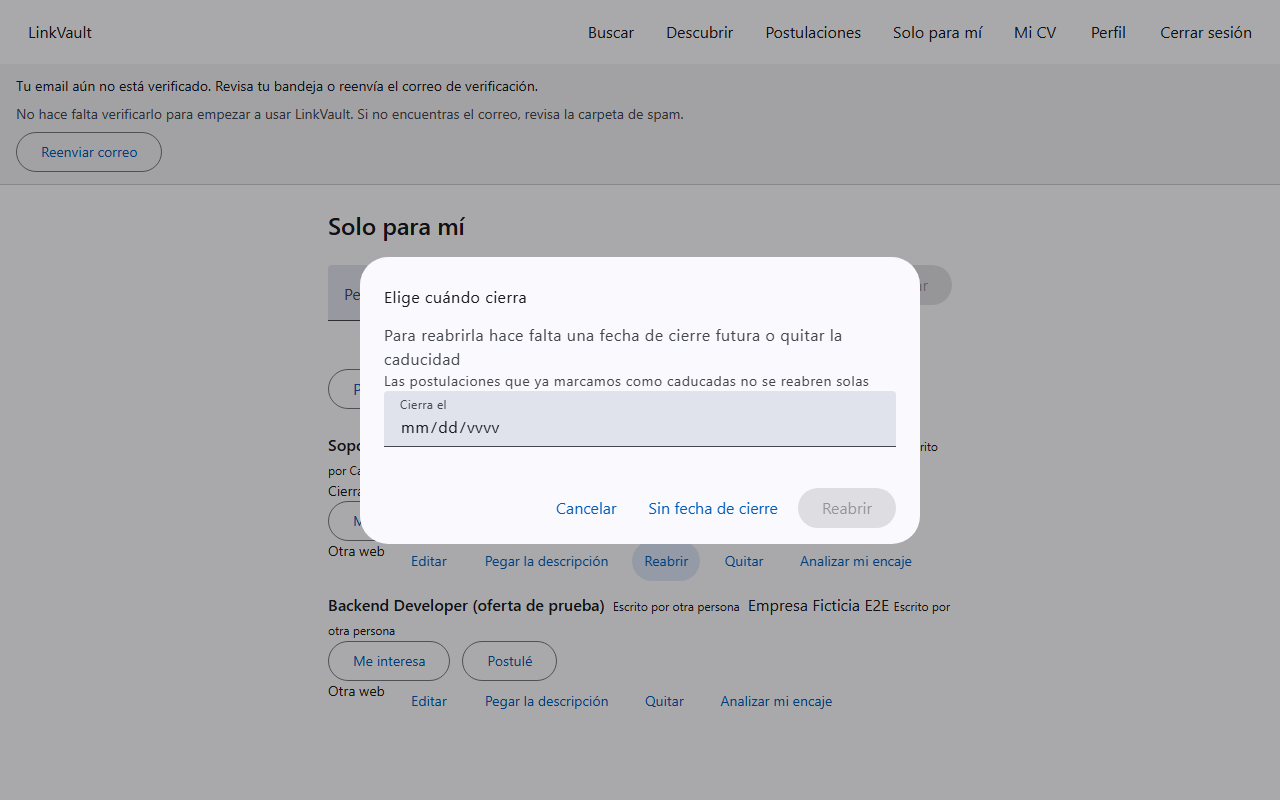 LinkVault
Buscar Descubrir Postulaciones Solo para mí Mi CV Perfil Cerrar sesión
Tu email aún no está verificado. Revisa tu bandeja o reenvía el correo de verificación.
No hace falta verificarlo para empezar a usar LinkVault. Si no encuentras el correo, revisa la carpeta de spam.
Reenviar correo
Solo para mí
Elige cuándo cierra
Para reabrirla hace falta una fecha de cierre futura o quitar la
caducidad
Las postulaciones que ya marcamos como caducadas no se reabren solas
Cierra el
mm/dd/yyyy
Cancelar Sin fecha de cierre Reabrir
por
Otra web Editar Pegar la descripción Reabrir Quitar Analizar mi encaje
Backend Developer (oferta de prueba) Escrito por otra persona Empresa Ficticia E2E Escrito por
otra persona
Me interesa Postulé
Otra web Editar Pegar la descripción Quitar Analizar mi encaje